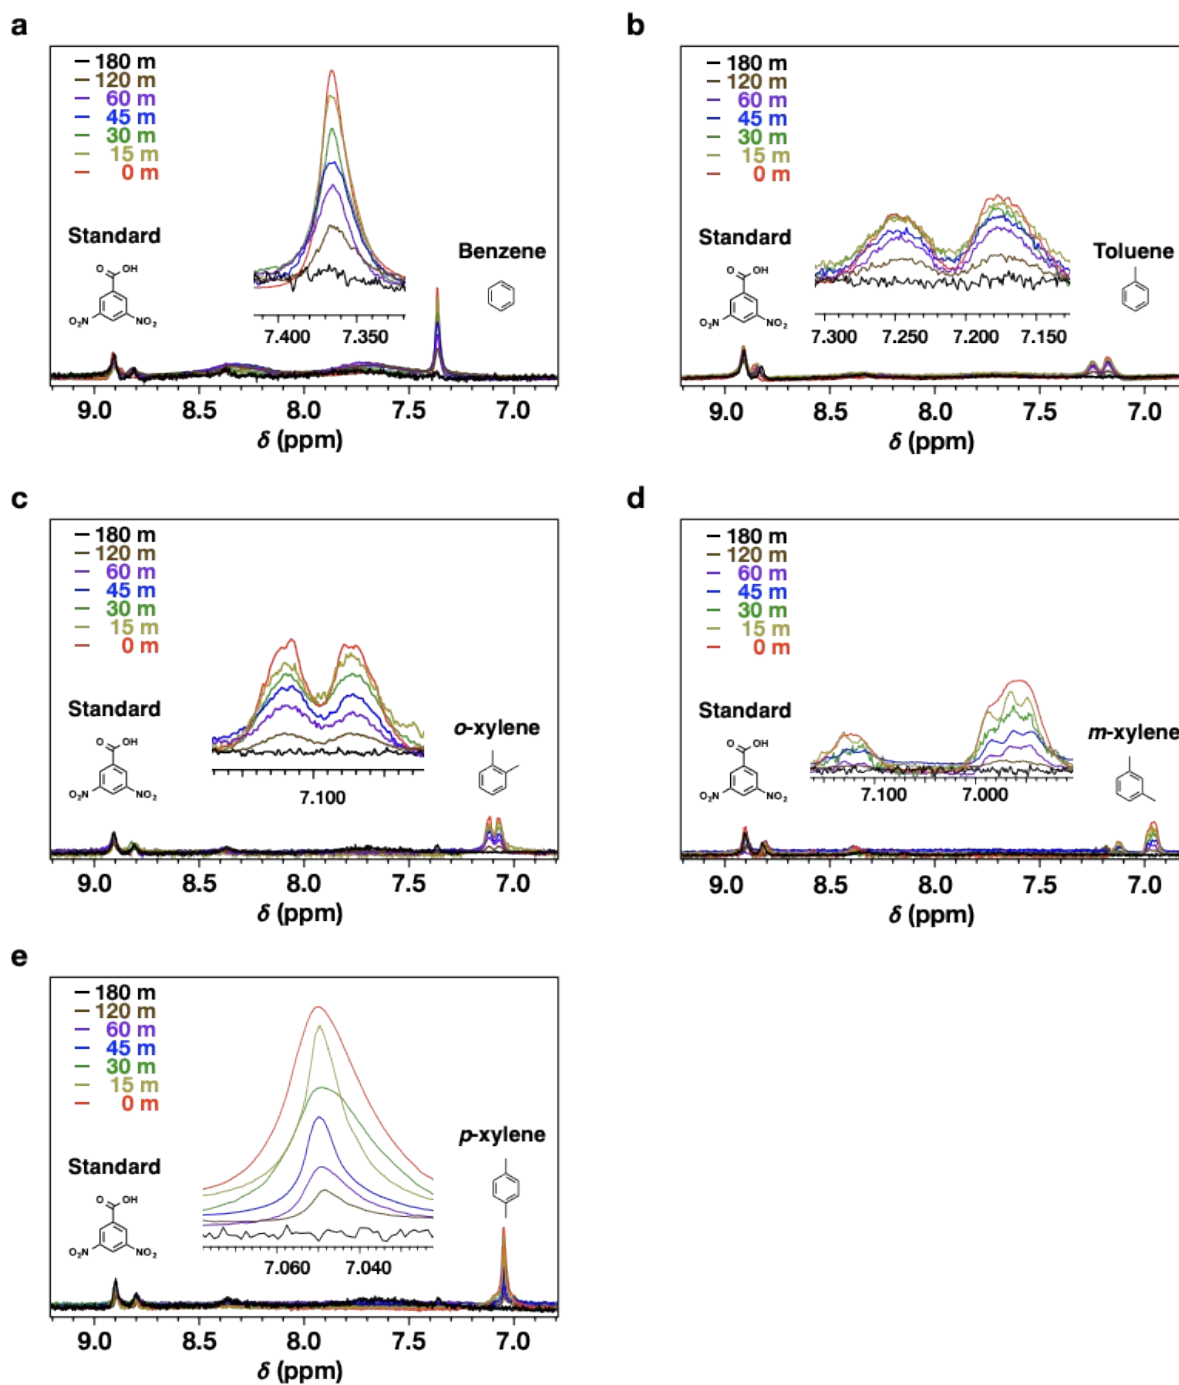 a
180 m
120 m
60 m
45 m
30 m
15 m
0 m
Standard
O
OH
O₂N
NO₂
Benzene
7.400 7.350
9.0 8.5 8.0 7.5 7.0
δ (ppm)
b
180 m
120 m
60 m
45 m
30 m
15 m
0 m
Standard
O
OH
O₂N
NO₂
Toluene
7.300 7.250 7.200 7.150
9.0 8.5 8.0 7.5 7.0
δ (ppm)
c
180 m
120 m
60 m
45 m
30 m
15 m
0 m
Standard
O
OH
O₂N
NO₂
o-xylene
7.100
9.0 8.5 8.0 7.5 7.0
δ (ppm)
d
180 m
120 m
60 m
45 m
30 m
15 m
0 m
Standard
O
OH
O₂N
NO₂
m-xylene
7.100 7.000
9.0 8.5 8.0 7.5 7.0
δ (ppm)
e
180 m
120 m
60 m
45 m
30 m
15 m
0 m
Standard
O
OH
O₂N
NO₂
p-xylene
7.060 7.040
9.0 8.5 8.0 7.5 7.0
δ (ppm)